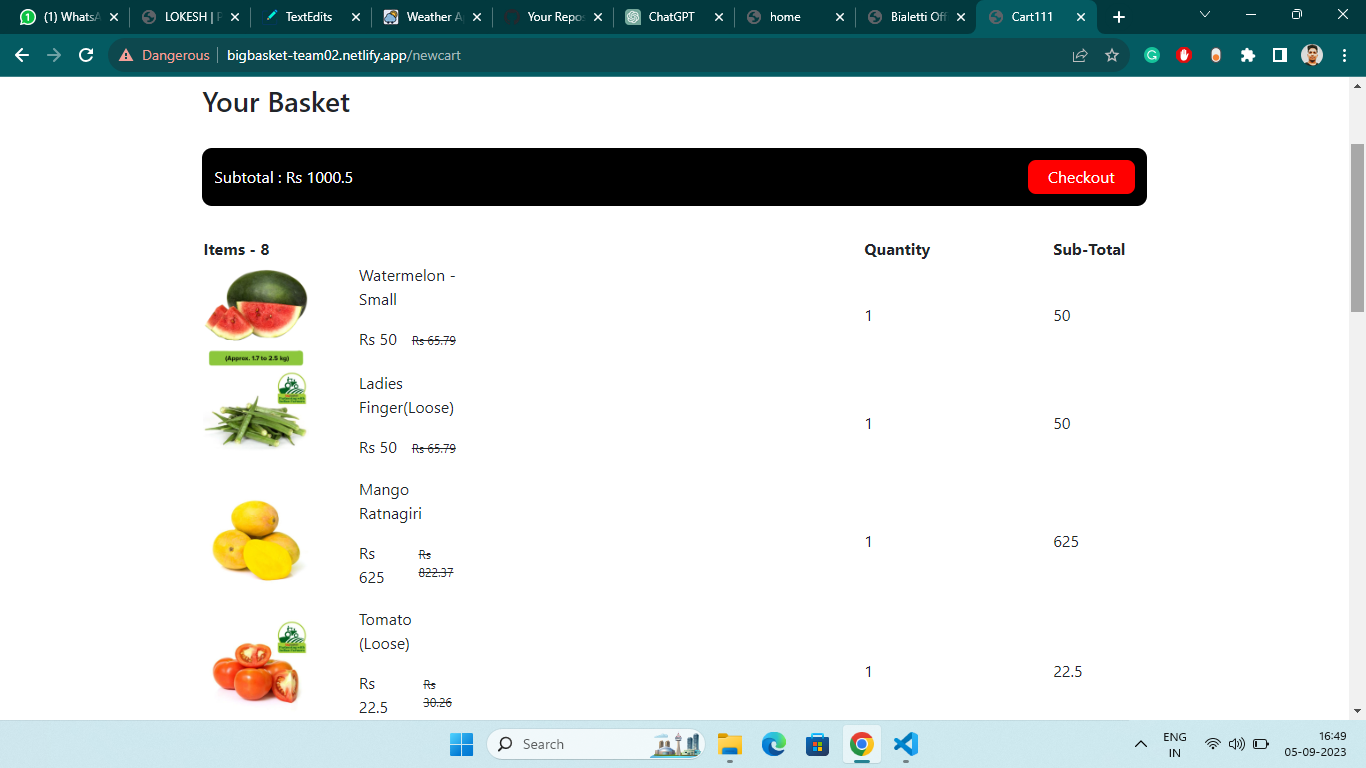 (1) WhatsA
LOKESH | P
TextEdits
Weather A
Your Repos
ChatGPT
home
Bialetti Off
Cart111
Dangerous
bigbasket-team02.netlify.app/newcart
Your Basket
Subtotal : Rs 1000.5
Checkout
Items - 8
Quantity
Sub-Total
Watermelon -
Small
Rs 50 Rs 65.79
1
50
(Approx. 1.7 to 2.5 kg)
Ladies
Finger(Loose)
Rs 50 Rs 65.79
1
50
Mango
Ratnagiri
Rs
625
Rs
822.37
1
625
Tomato
(Loose)
Rs
22.5
Rs
30.26
1
22.5
Search
ENG
IN
16:49
05-09-2023